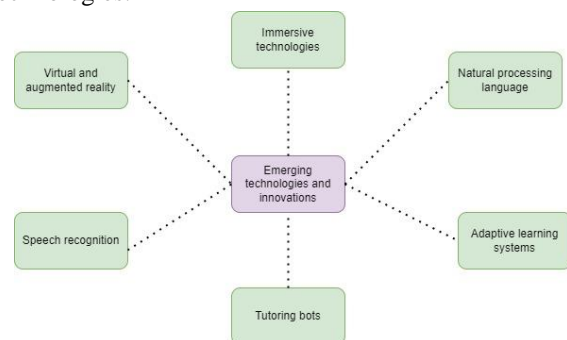 Immersive
technologies
Virtual and
augmented reality
Natural processing
language
Emerging
technologies and
innovations
Speech recognition
Adaptive learning
systems
Tutoring bots